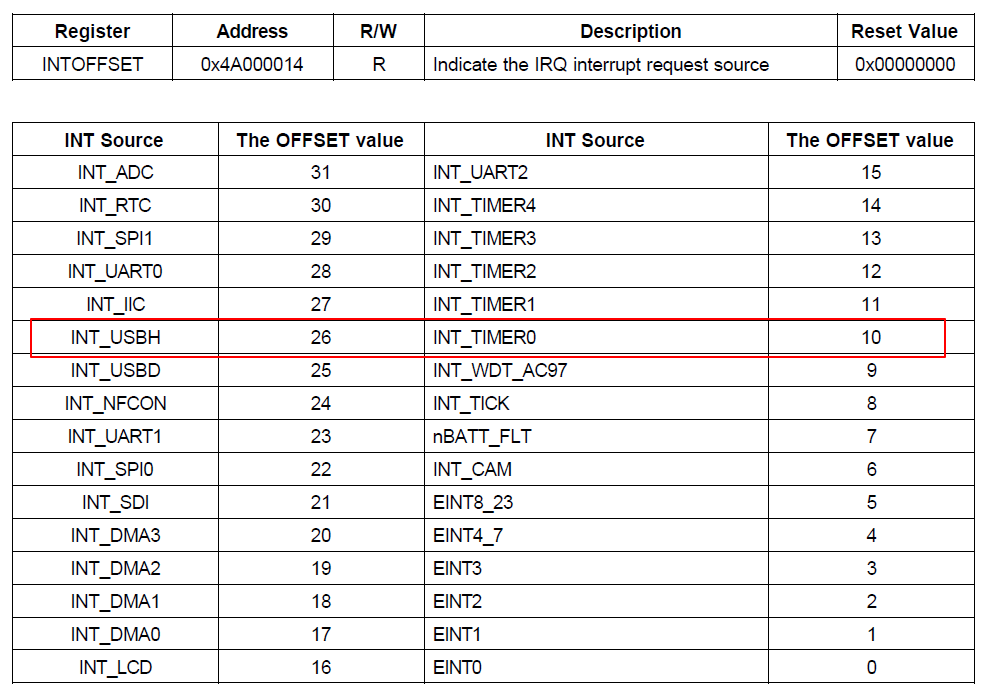 Register Address R/W Description Reset Value
INTOFFSET 0x4A000014 R Indicate the IRQ interrupt request source 0x00000000
INT Source The OFFSET value INT Source The OFFSET value
INT_ADC 31 INT_UART2 15
INT_RTC 30 INT_TIMER4 14
INT_SPI1 29 INT_TIMER3 13
INT_UART0 28 INT_TIMER2 12
INT_IIC 27 INT_TIMER1 11
INT_USBH 26 INT_TIMER0 10
INT_USBD 25 INT_WDT_AC97 9
INT_NFCON 24 INT_TICK 8
INT_UART1 23 nBATT_FLT 7
INT_SPI0 22 INT_CAM 6
INT_SDI 21 EINT8_23 5
INT_DMA3 20 EINT4_7 4
INT_DMA2 19 EINT3 3
INT_DMA1 18 EINT2 2
INT_DMA0 17 EINT1 1
INT_LCD 16 EINT0 0